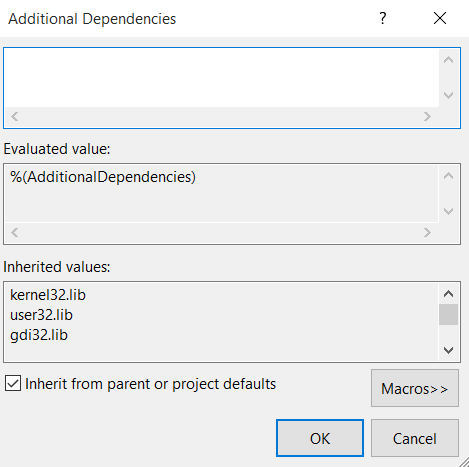 Additional Dependencies
?
Evaluated value:
%(AdditionalDependencies)
Inherited values:
kernel32.lib
user32.lib
gdi32.lib
Inherit from parent or project defaults
Macros>>
OK
Cancel